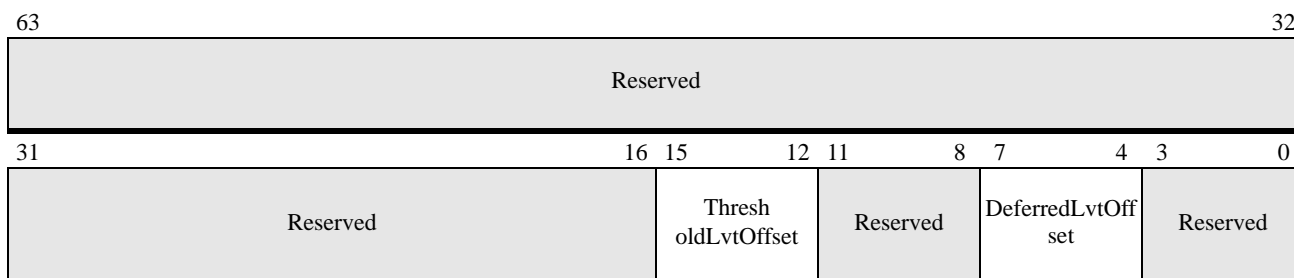 63 32
Reserved
31 16 15 12 11 8 7 4 3 0
Reserved Thresh oldLvtOffset Reserved DeferredLvtOff set Reserved